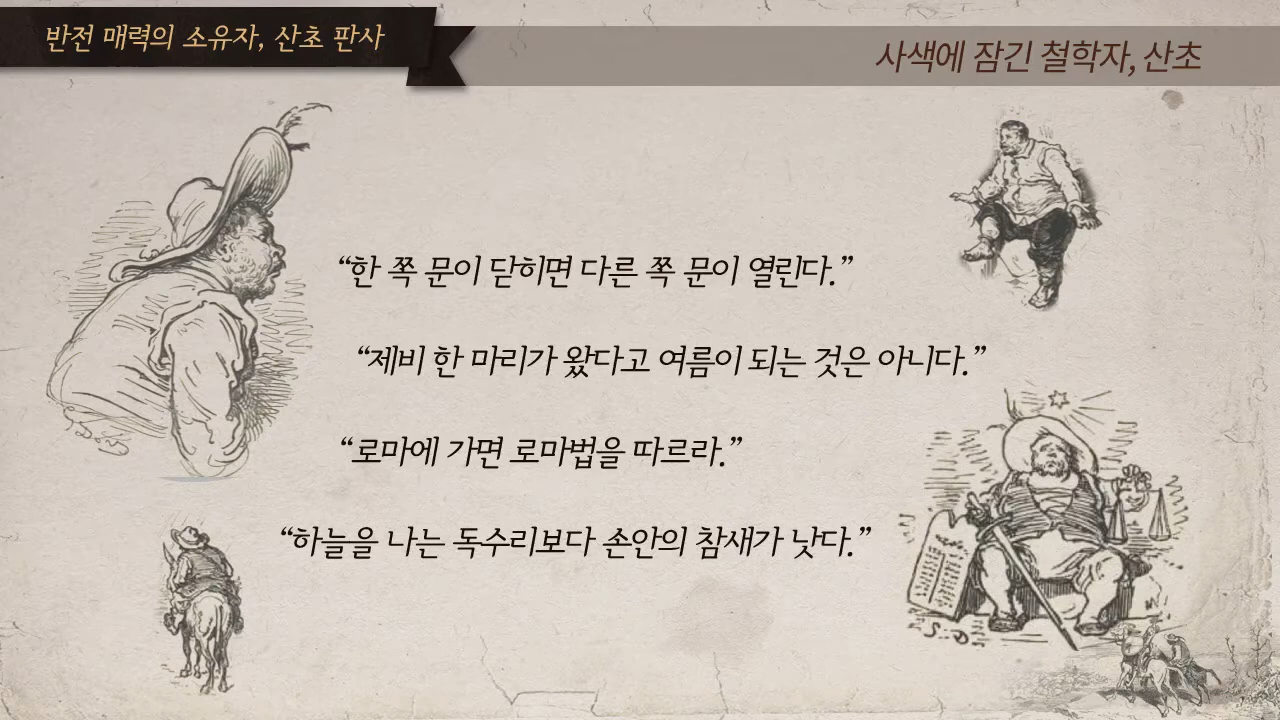 반전 매력의 소유자, 산초 판사
사색에 잠긴 철학자, 산초
“한 쪽 문이 닫히면 다른 쪽 문이 열린다.”
“제비 한 마리가 왔다고 여름이 되는 것은 아니다.”
“로마에 가면 로마법을 따르라.”
“하늘을 나는 독수리보다 손안의 참새가 낫다.”
S. D